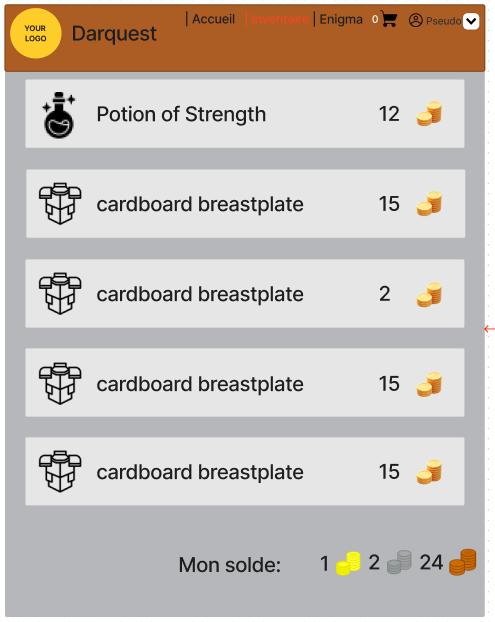 YOUR
LOGO
Darquest
| Accueil | Inventaire | Enigma 0 Pseudo
Potion of Strength 12
cardboard breastplate 15
cardboard breastplate 2
cardboard breastplate 15
cardboard breastplate 15
Mon solde: 1 2 24